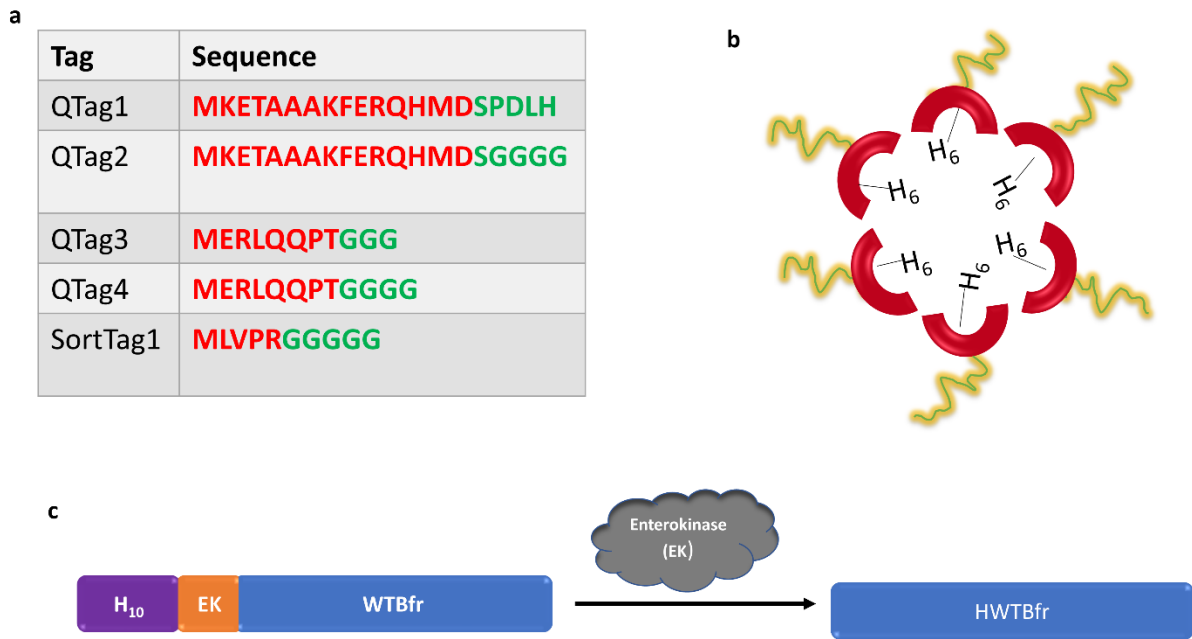 a
Tag Sequence
QTag1 MKETAAAKFERQHMDSPDLH
QTag2 MKETAAAKFERQHMDSGGGG
QTag3 MERLQQPTGGG
QTag4 MERLQQPTGGGG
SortTag1 MLVPRGGGGG
b
H6
H6
H6
H6
H6
H6
c
Enterokinase
(EK)
H10 EK WTBfr
HWTBfr